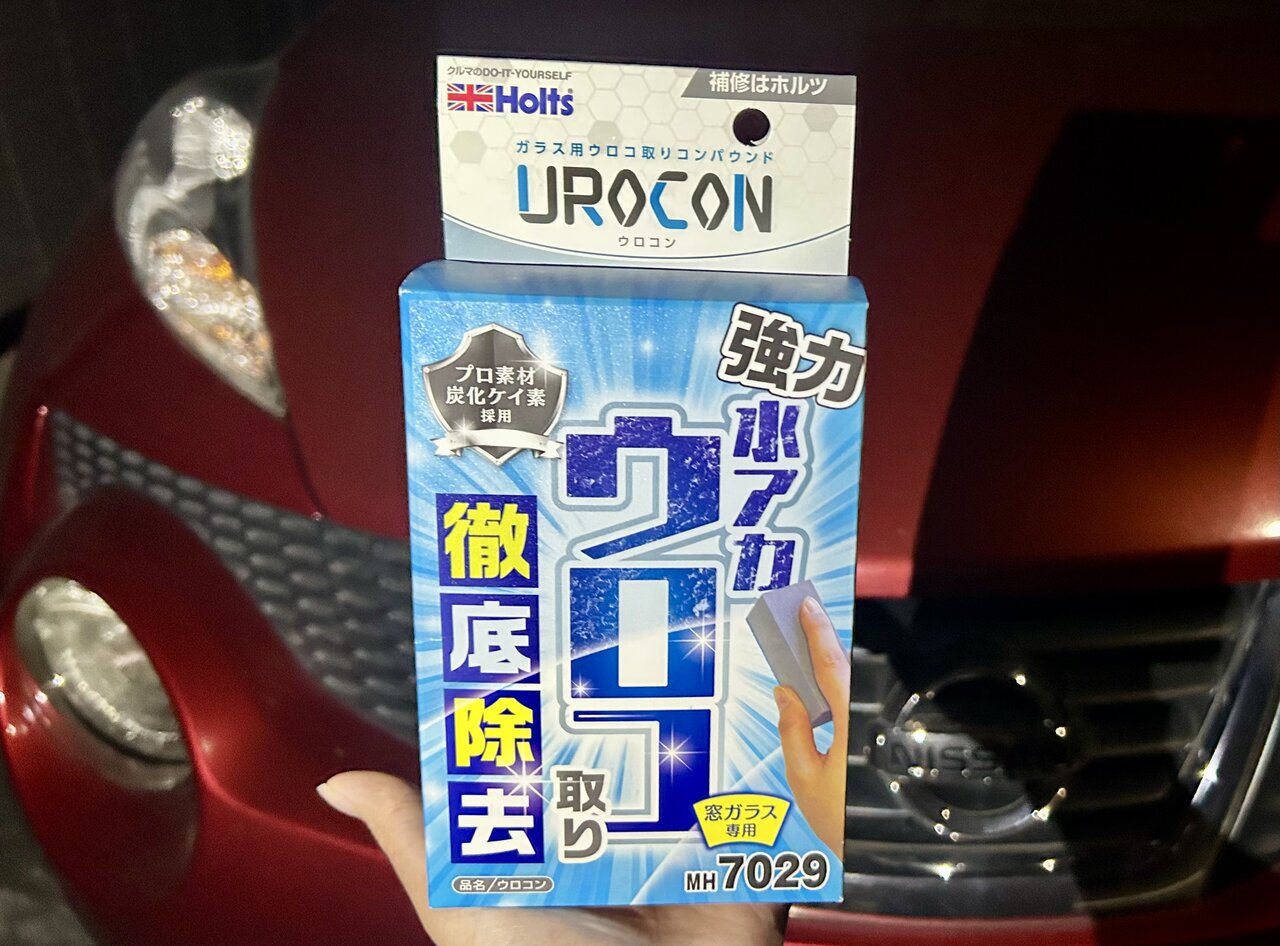 クルマのDO-IT-YOURSELF
Holts
補修はホルツ
ガラス用ウロコ取りコンパウンド
UROCON
ウロコン
プロ素材
炭化ケイ素
採用
強力
水アカ
ウロコ
取り
徹底除去
窓ガラス
専用
品名/ウロコン
MH7029
NISSAN